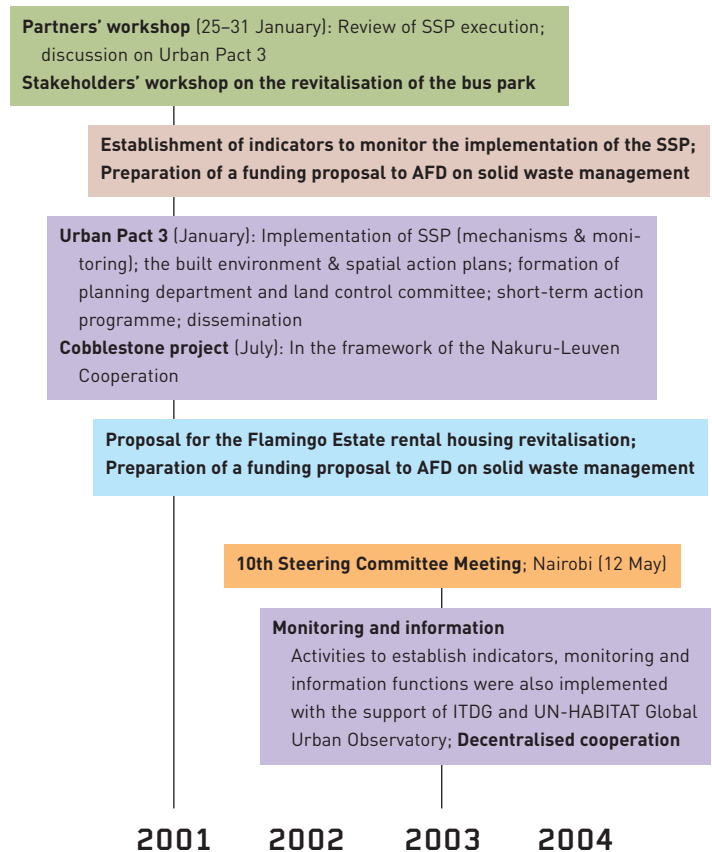 Partners' workshop (25–31 January): Review of SSP execution;
discussion on Urban Pact 3
Stakeholders' workshop on the revitalisation of the bus park
Establishment of indicators to monitor the implementation of the SSP;
Preparation of a funding proposal to AFD on solid waste management
Urban Pact 3 (January): Implementation of SSP (mechanisms & moni-
toring); the built environment & spatial action plans; formation of
planning department and land control committee; short-term action
programme; dissemination
Cobblestone project (July): In the framework of the Nakuru-Leuven
Cooperation
Proposal for the Flamingo Estate rental housing revitalisation;
Preparation of a funding proposal to AFD on solid waste management
10th Steering Committee Meeting; Nairobi (12 May)
Monitoring and information
Activities to establish indicators, monitoring and
information functions were also implemented
with the support of ITDG and UN-HABITAT Global
Urban Observatory; Decentralised cooperation
2001 2002 2003 2004